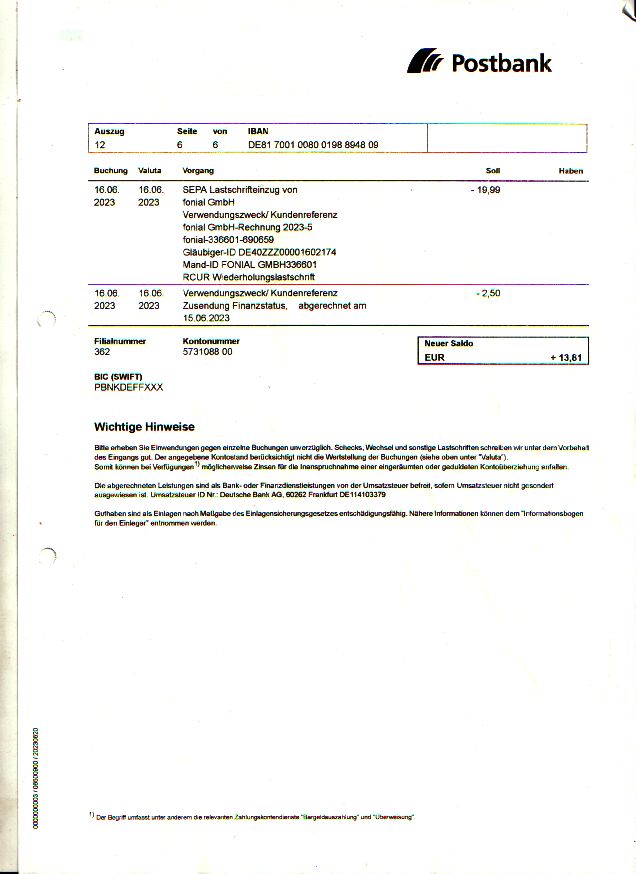 Postbank
Auszug Seite von IBAN
12 6 6 DE81 7001 0080 0198 8948 09
Buchung Valuta Vorgang Soll Haben
16.06. 16.06. SEPA Lastschrifteinzug von - 19,99
2023 2023 fonial GmbH
Verwendungszweck/ Kundenreferenz
fonial GmbH-Rechnung 2023-5
fonial-336601-690659
Gläubiger-ID DE40ZZZ00001602174
Mand-ID FONIAL GMBH336601
RCUR Wiederholungslastschrift
16.06. 16.06. Verwendungszweck/ Kundenreferenz - 2,50
2023 2023 Zusendung Finanzstatus, abgerechnet am
15.06.2023
Filialnummer Kontonummer Neuer Saldo
362 5731088 00 EUR + 13,81
BIC (SWIFT)
PBNKDEFFXXX
Wichtige Hinweise
Bitte erheben Sie Einwendungen gegen einzelne Buchungen unverzüglich. Schecks, Wechsel und sonstige Lastschriften schreiben wir unter dem Vorbehalt
des Eingangs gut. Der angegebene Kontostand berücksichtigt nicht die Wertstellung der Buchungen (siehe oben unter "Valuta").
Somit können bei Verfügungen 1) möglicherweise Zinsen für die Inanspruchnahme einer eingeräumten oder geduldeten Kontoüberziehung anfallen.
Die abgerechneten Leistungen sind als Bank- oder Finanzdienstleistungen von der Umsatzsteuer befreit, sofern Umsatzsteuer nicht gesondert
ausgewiesen ist. Umsatzsteuer ID Nr.: Deutsche Bank AG, 60262 Frankfurt DE114103379
Guthaben sind als Einlagen nach Maßgabe des Einlagensicherungsgesetzes entschädigungsfähig. Nähere Informationen können dem "Informationsbogen
für den Einleger" entnommen werden.
1) Der Begriff umfasst unter anderem die relevanten Zahlungskontendienste "Bargeldauszahlung" und "Überweisung".